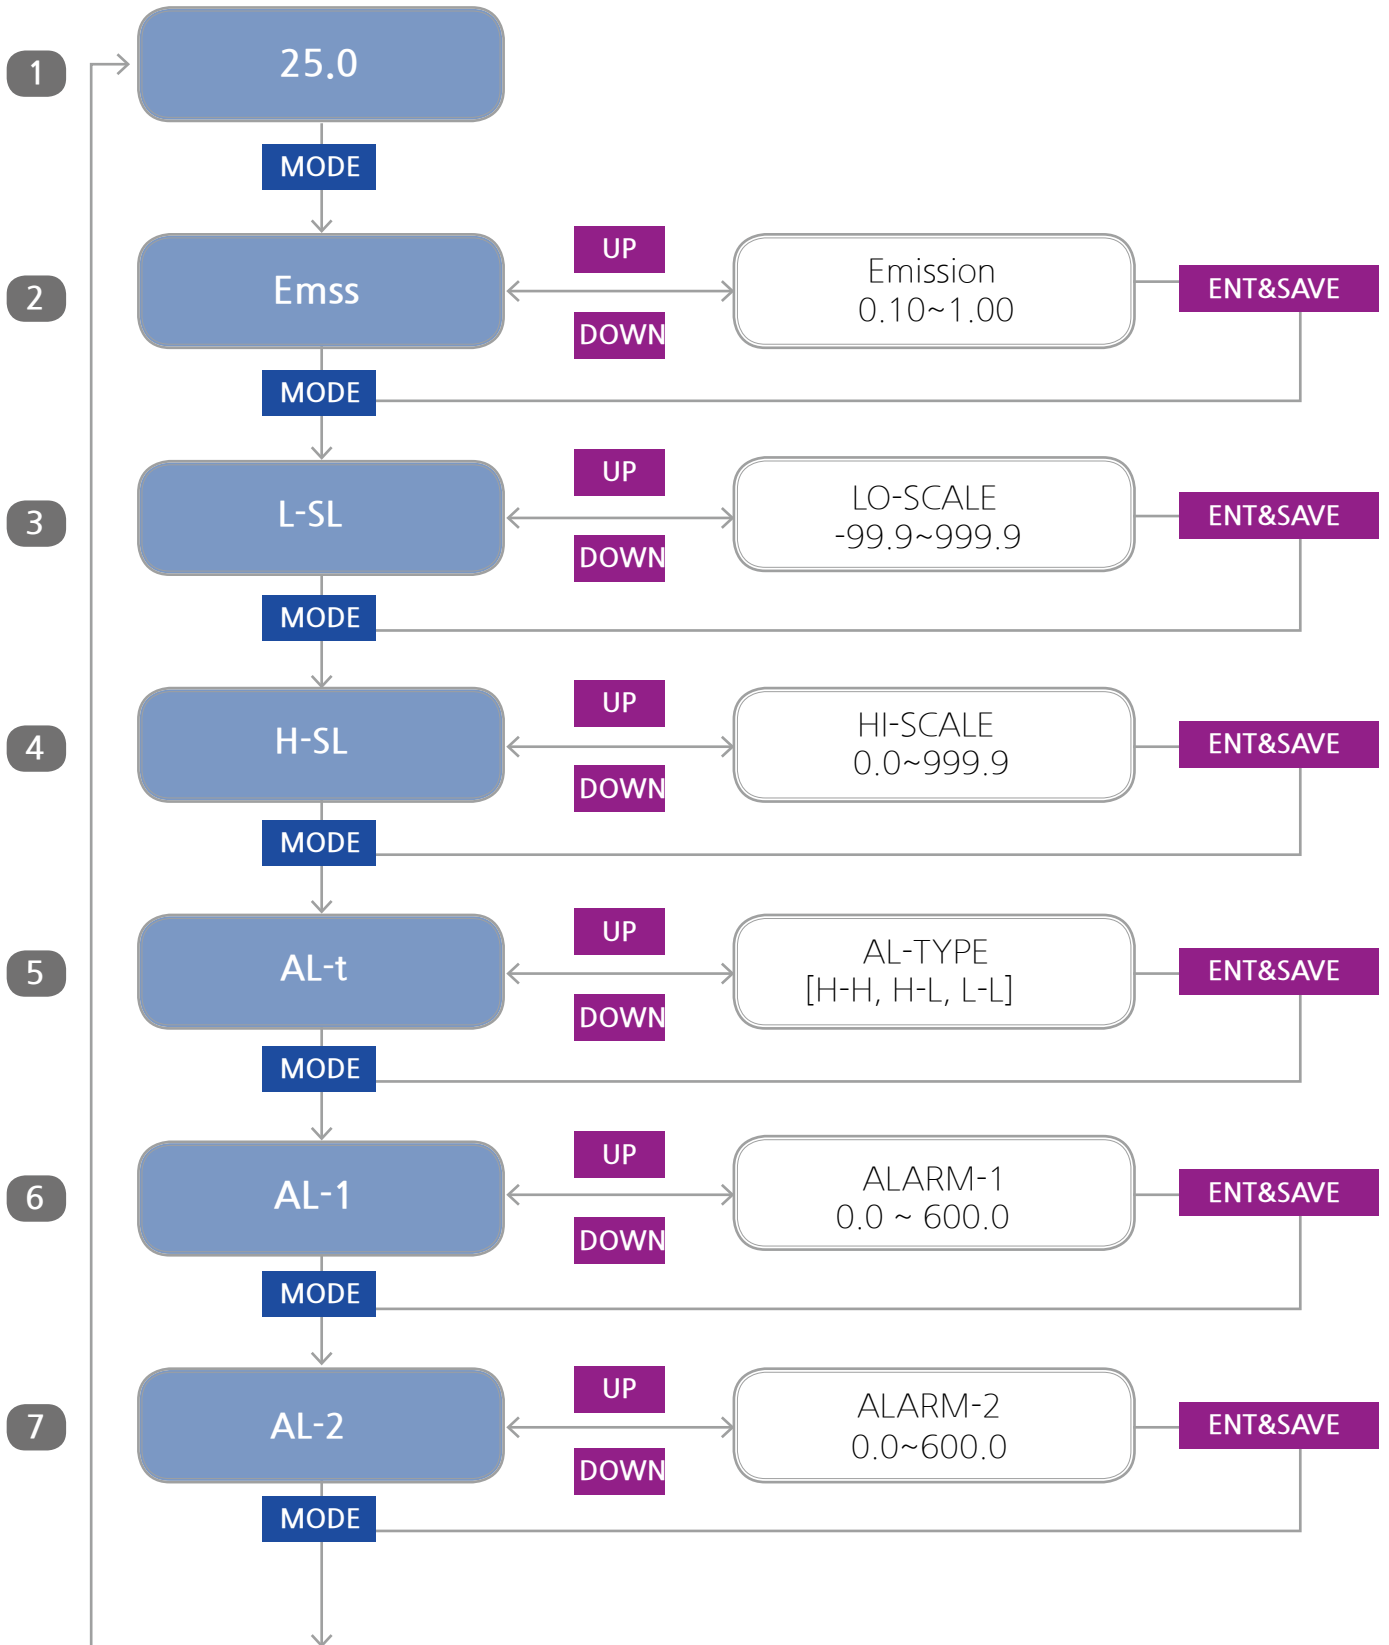 1
25.0
MODE
2
Emss
UP
DOWN
Emission
0.10~1.00
ENT&SAVE
MODE
3
L-SL
UP
DOWN
LO-SCALE
-99.9~999.9
ENT&SAVE
MODE
4
H-SL
UP
DOWN
HI-SCALE
0.0~999.9
ENT&SAVE
MODE
5
AL-t
UP
DOWN
AL-TYPE
[H-H, H-L, L-L]
ENT&SAVE
MODE
6
AL-1
UP
DOWN
ALARM-1
0.0 ~ 600.0
ENT&SAVE
MODE
7
AL-2
UP
DOWN
ALARM-2
0.0~600.0
ENT&SAVE
MODE